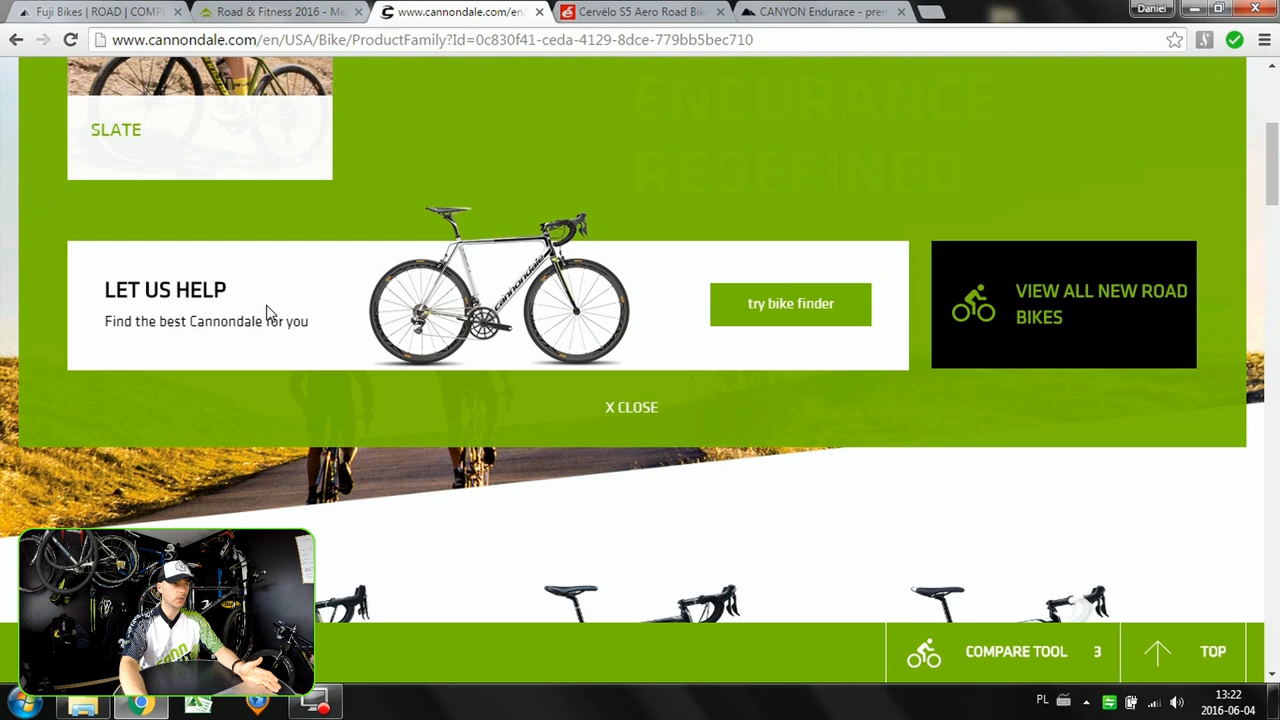 Fuji Bikes | ROAD | COMP
Road & Fitness 2016 - Me
www.cannondale.com/en/
Cervélo S5 Aero Road Bik
CANYON Endurace - pren
Daniel
www.cannondale.com/en/USA/Bike/ProductFamily?Id=0c830f41-ceda-4129-8dce-779bb5bec710
ENDURANCE
REDEFINED
SLATE
LET US HELP
Find the best Cannondale for you
cannondale
try bike finder
VIEW ALL NEW ROAD
BIKES
X CLOSE
COMPARE TOOL 3
TOP
PL
13:22
2016-06-04